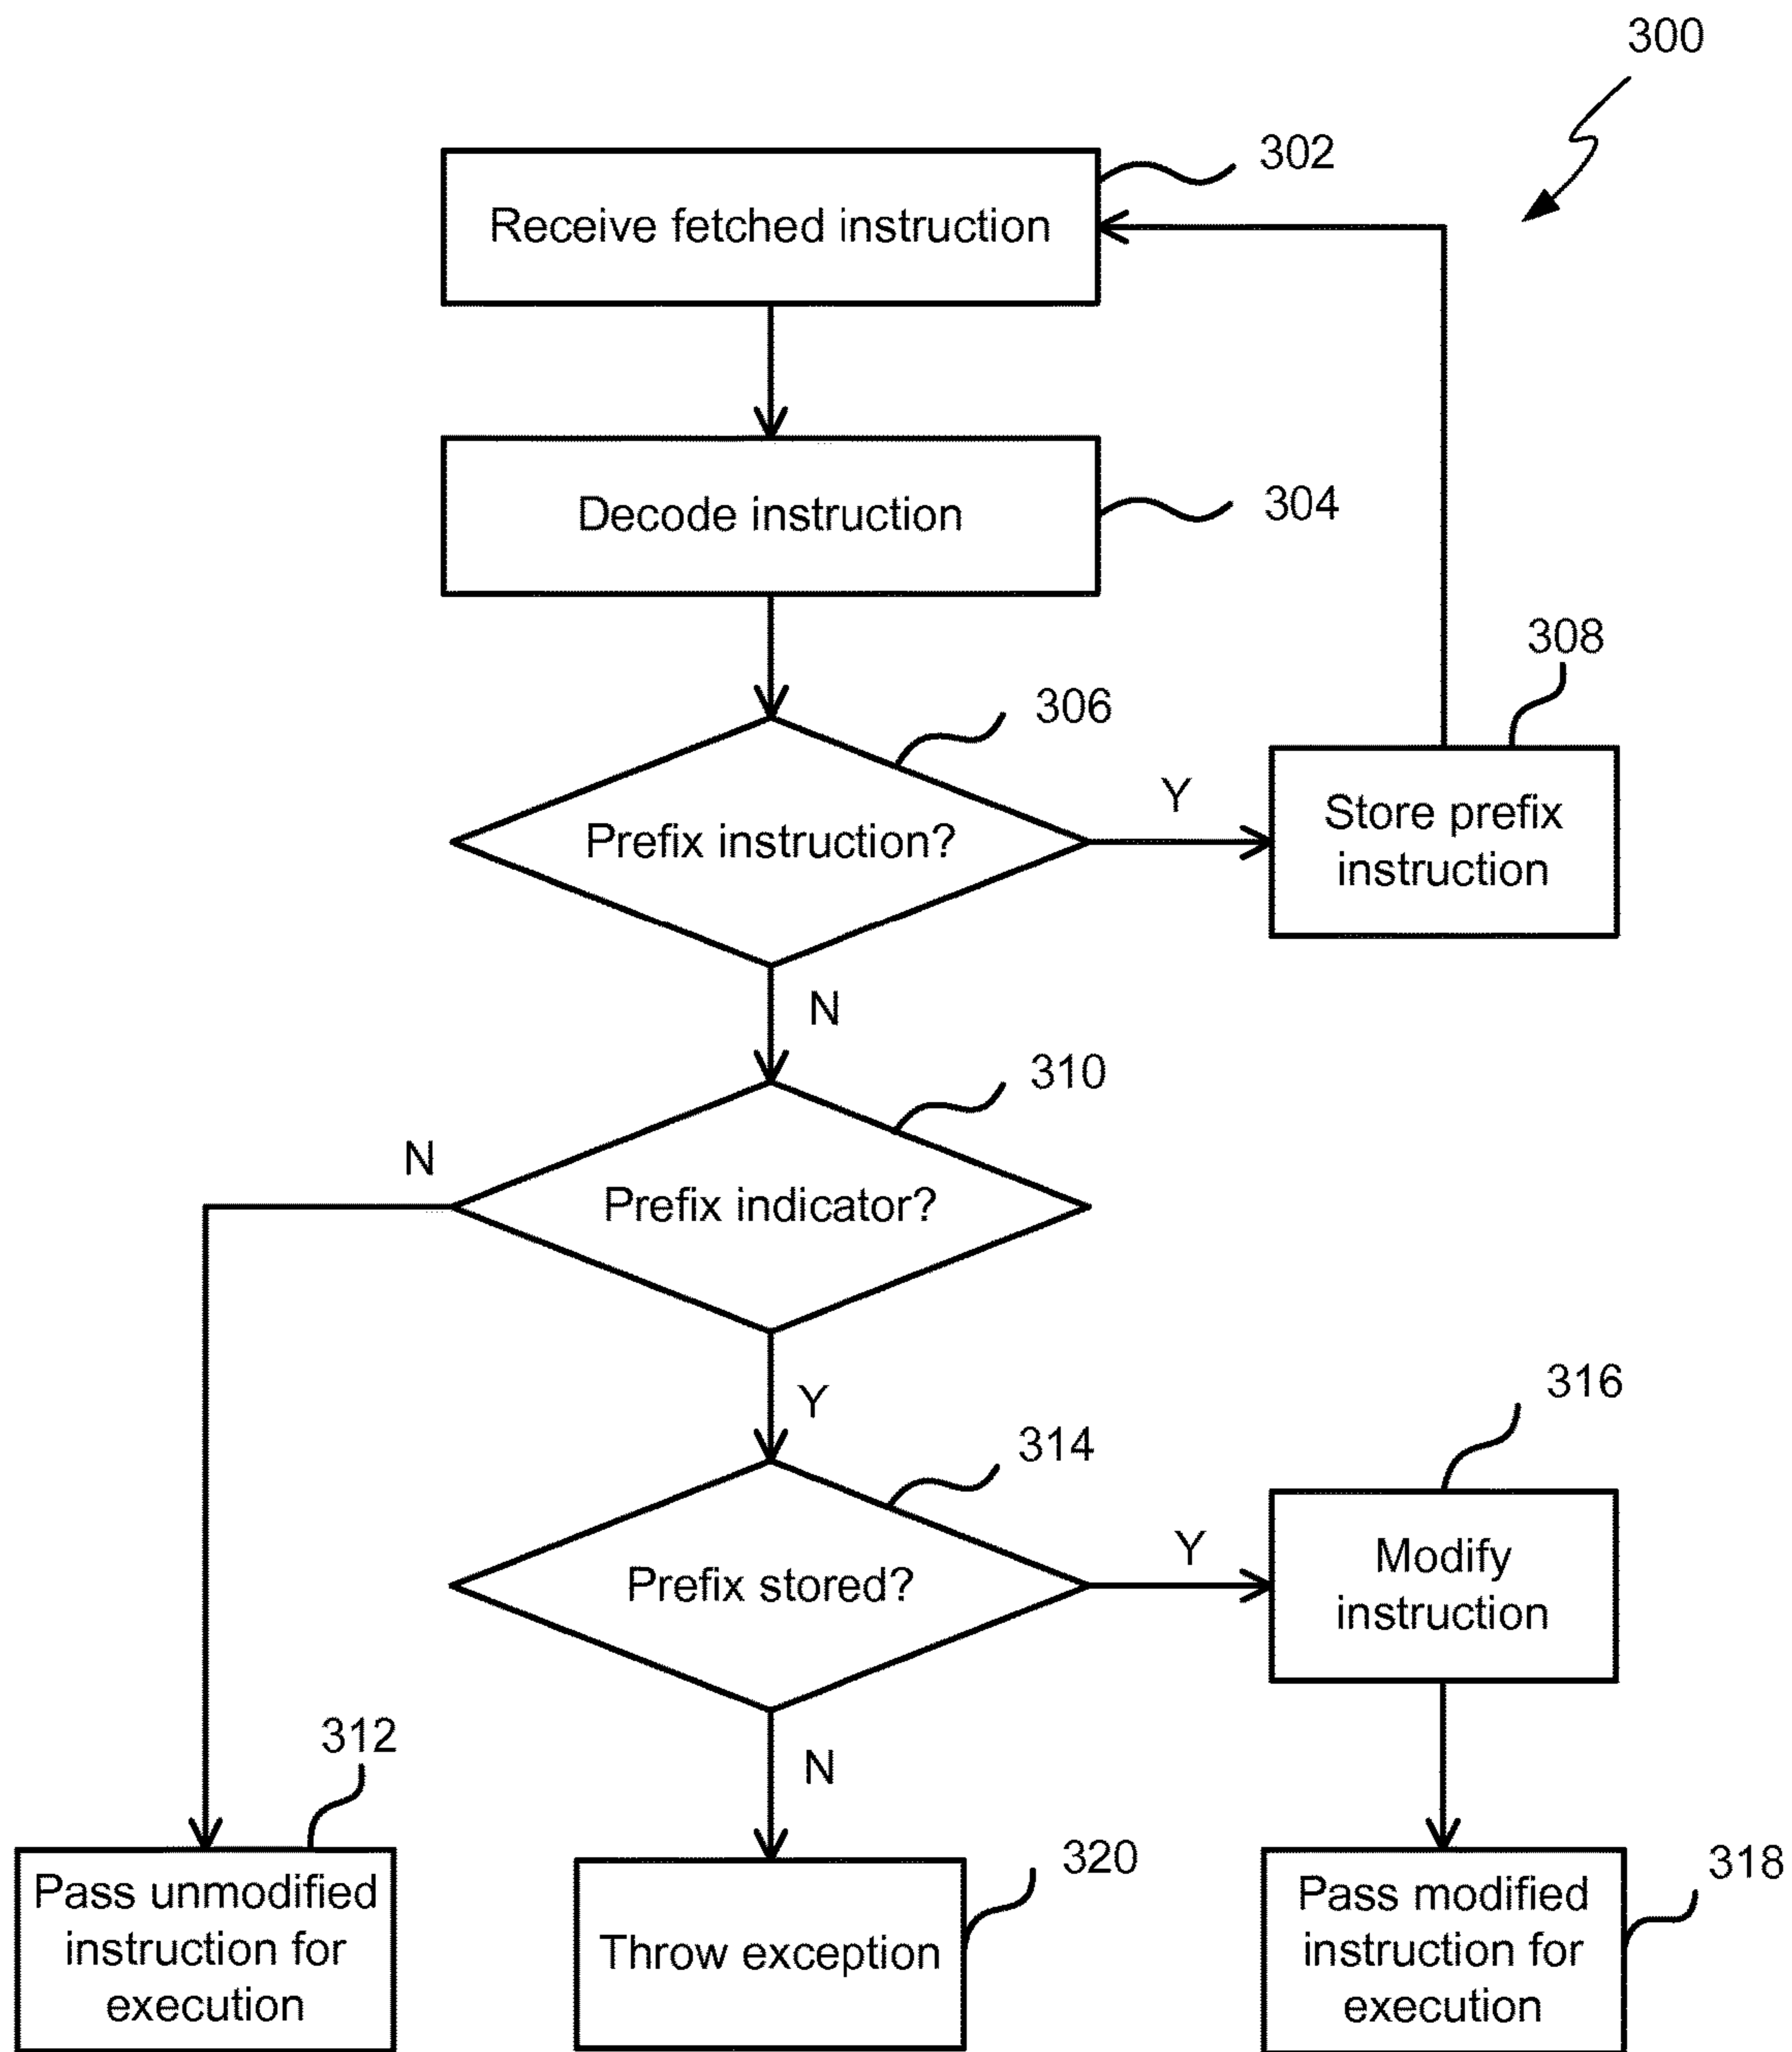 300
302
Receive fetched instruction
Decode instruction
304
308
306
Prefix instruction?
Y
Store prefix
instruction
N
310
N
Prefix indicator?
Y
316
314
Prefix stored?
Y
Modify
instruction
312
N
320
318
Pass unmodified
instruction for
execution
Throw exception
Pass modified
instruction for
execution